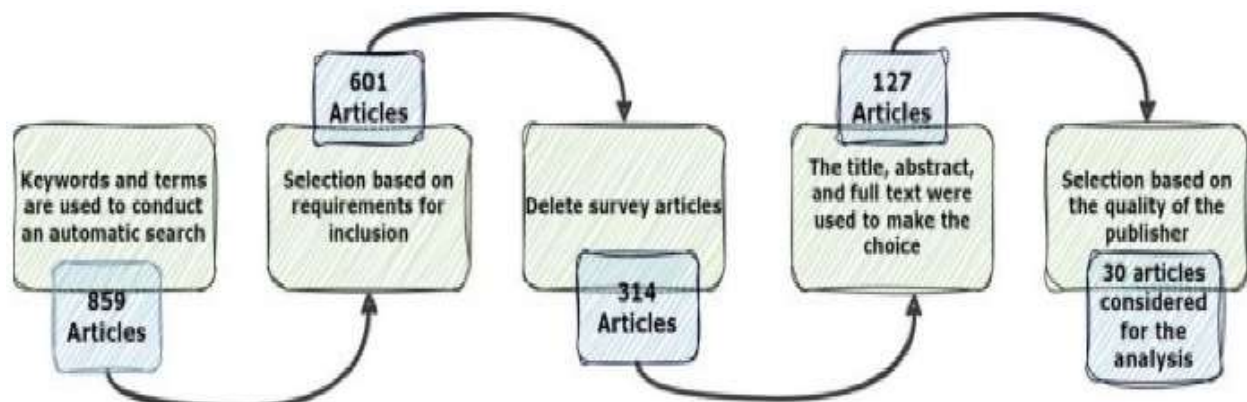 Keywords and terms
are used to conduct
an automatic search
859
Articles
601
Articles
Selection based on
requirements for
inclusion
Delete survey articles
314
Articles
127
Articles
The title, abstract,
and full text were
used to make the
choice
Selection based on
the quality of the
publisher
30 articles
considered
for the
analysis